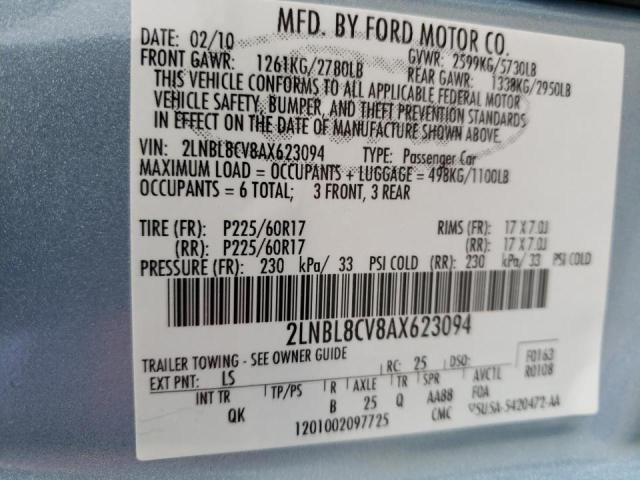 MFD. BY FORD MOTOR CO.
DATE: 02/10 GVWR: 2599KG/5730LB
FRONT GAWR: 1261KG/2780LB REAR GAWR: 1338KG/2950LB
THIS VEHICLE CONFORMS TO ALL APPLICABLE FEDERAL MOTOR
VEHICLE SAFETY, BUMPER, AND THEFT PREVENTION STANDARDS
IN EFFECT ON THE DATE OF MANUFACTURE SHOWN ABOVE.
VIN: 2LNBL8CV8AX623094 TYPE: Passenger Car
MAXIMUM LOAD = OCCUPANTS + LUGGAGE = 498KG/1100LB
OCCUPANTS = 6 TOTAL; 3 FRONT, 3 REAR
TIRE (FR): P225/60R17 RIMS (FR): 17 X 7.0J
(RR): P225/60R17 (RR): 17 X 7.0J
PRESSURE (FR): 230 kPa/ 33 PSI COLD (RR): 230 kPa/ 33 PSI COLD
2LNBL8CV8AX623094
TRAILER TOWING - SEE OWNER GUIDE
F0163
EXT PNT: LS RC: 25 DSO: R0108
INT TR TP/PS R AXLE TR SPR AVCTL
QK B 25 Q AA88 FOA
1201002097725 CMC 5U5A-5420472-AA